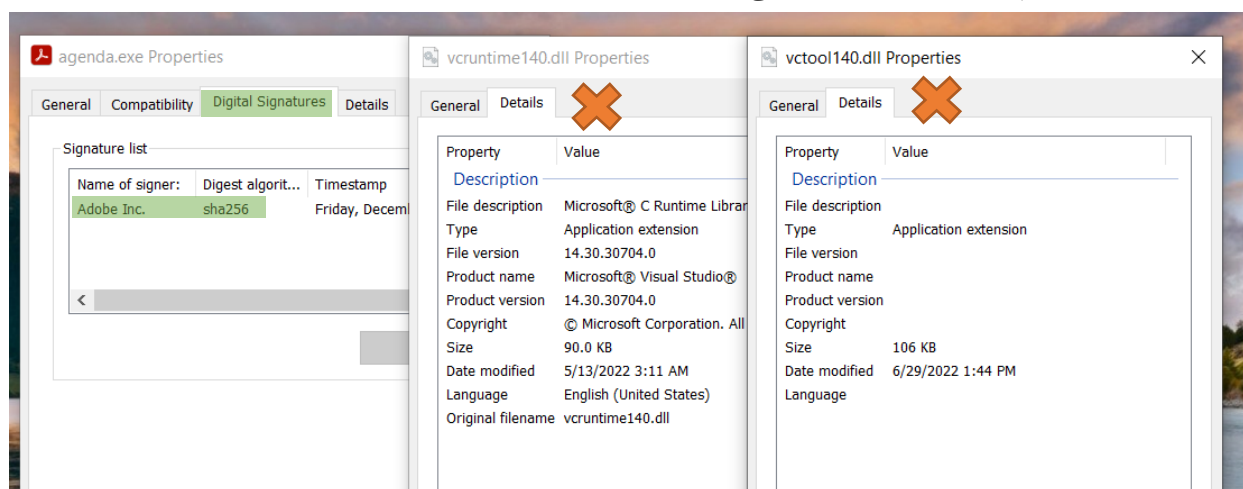 agenda.exe Properties
General Compatibility Digital Signatures Details
Signature list
Name of signer: Digest algorit... Timestamp
Adobe Inc. sha256 Friday,
vcruntime140.dll Properties
General Details
Property Value
Description
File description Microsoft® C Runtime
Type Application extension
File version 14.30.30704.0
Product name Microsoft® Visual Studio®
Product version 14.30.30704.0
Copyright © Microsoft Corporation. All
Size 90.0 KB
Date modified 5/13/2022 3:11 AM
Language English (United States)
Original filename vcruntime140.dll
vctool140.dll Properties
General Details
Property Value
Description
File description
Type Application extension
File version
Product name
Product version
Copyright
Size 106 KB
Date modified 6/29/2022 1:44 PM
Language